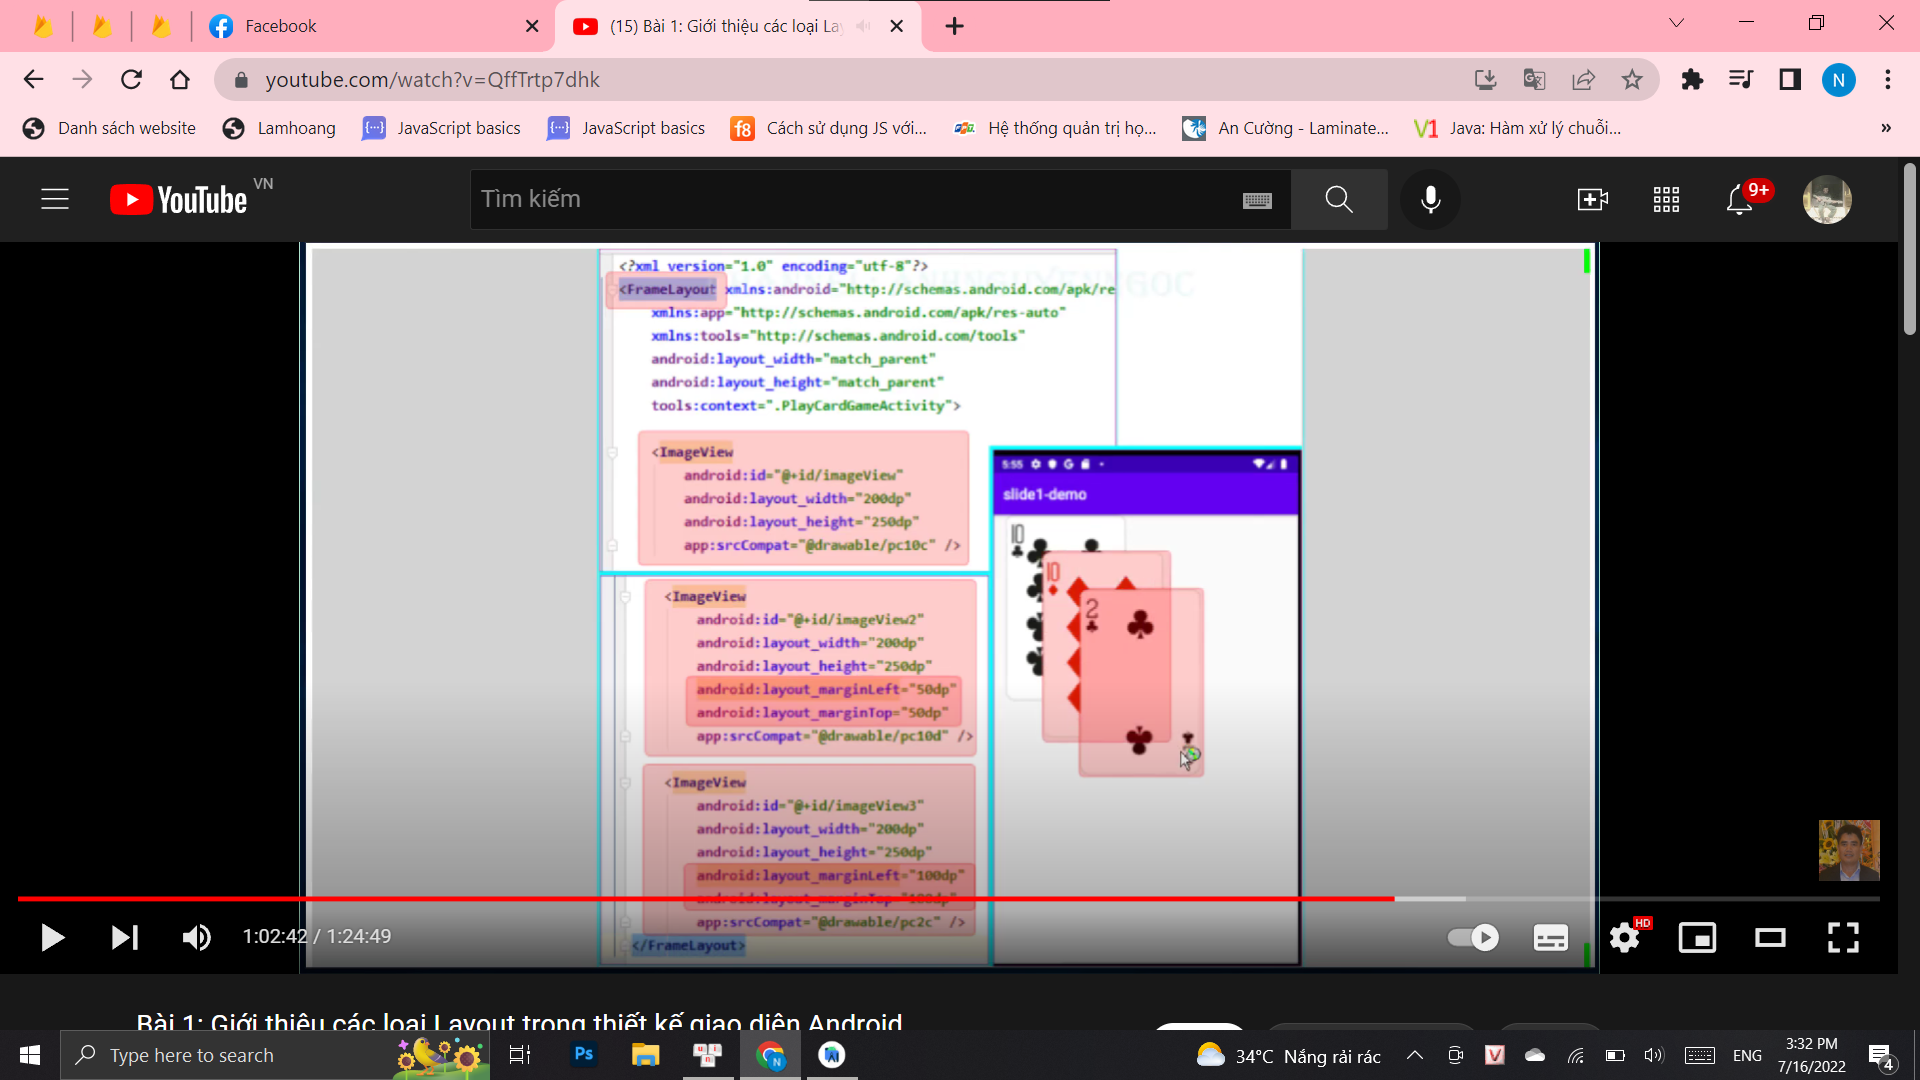 Facebook
(15) Bài 1: Giới thiệu các loại La
youtube.com/watch?v=QffTrtp7dhk
N
Danh sách website
Lamhoang
JavaScript basics
JavaScript basics
f8 Cách sử dụng JS với...
Hệ thống quản trị họ...
An Cường - Laminate...
V1 Java: Hàm xử lý chuỗi...
»
YouTube VN
Tìm kiếm
9+
<?xml version="1.0" encoding="utf-8"?>
<FrameLayout xmlns:android="http://schemas.android.com/apk/re
xmlns:app="http://schemas.android.com/apk/res-auto"
xmlns:tools="http://schemas.android.com/tools"
android:layout_width="match_parent"
android:layout_height="match_parent"
tools:context=".PlayCardGameActivity">
<ImageView
android:id="@+id/imageView"
android:layout_width="200dp"
android:layout_height="250dp"
app:srcCompat="@drawable/pc10c" />
<ImageView
android:id="@+id/imageView2"
android:layout_width="200dp"
android:layout_height="250dp"
android:layout_marginLeft="50dp"
android:layout_marginTop="50dp"
app:srcCompat="@drawable/pc10d" />
<ImageView
android:id="@+id/imageView3"
android:layout_width="200dp"
android:layout_height="250dp"
android:layout_marginLeft="100dp"
android:layout_marginTop="100dp"
app:srcCompat="@drawable/pc2c" />
</FrameLayout>
5:55 G
slide1-demo
10
10
2
1:02:42 / 1:24:49
HD
Bài 1: Giới thiệu các loại Layout trong thiết kế giao diện Android
Type here to search
Ps
N
34°C Nắng rải rác
V
ENG
3:32 PM
7/16/2022
4